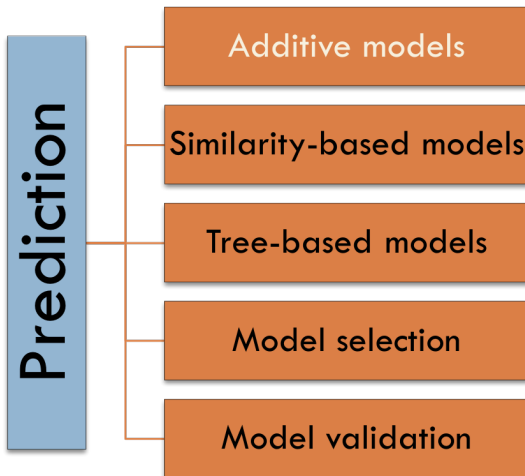 Prediction
Additive models
Similarity-based models
Tree-based models
Model selection
Model validation